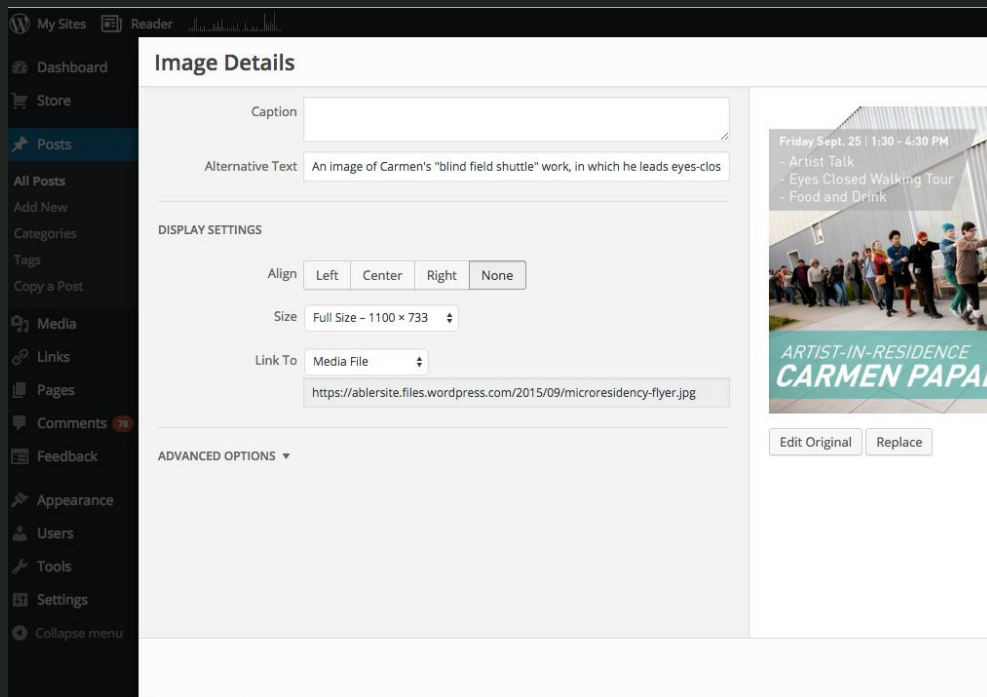 My Sites Reader
Dashboard
Store
Posts
All Posts
Add New
Categories
Tags
Copy a Post
Media
Links
Pages
Comments 78
Feedback
Appearance
Users
Tools
Settings
Collapse menu
Image Details
Caption
Alternative Text An image of Carmen's "blind field shuttle" work, in which he leads eyes-clos
DISPLAY SETTINGS
Align Left Center Right None
Size Full Size – 1100 × 733
Link To Media File
https://ablersite.files.wordpress.com/2015/09/microresidency-flyer.jpg
ADVANCED OPTIONS
Friday Sept. 25 | 1:30 - 4:30 PM
- Artist Talk
- Eyes Closed Walking Tour
- Food and Drink
ARTIST-IN-RESIDENCE
CARMEN PAPA
Edit Original Replace